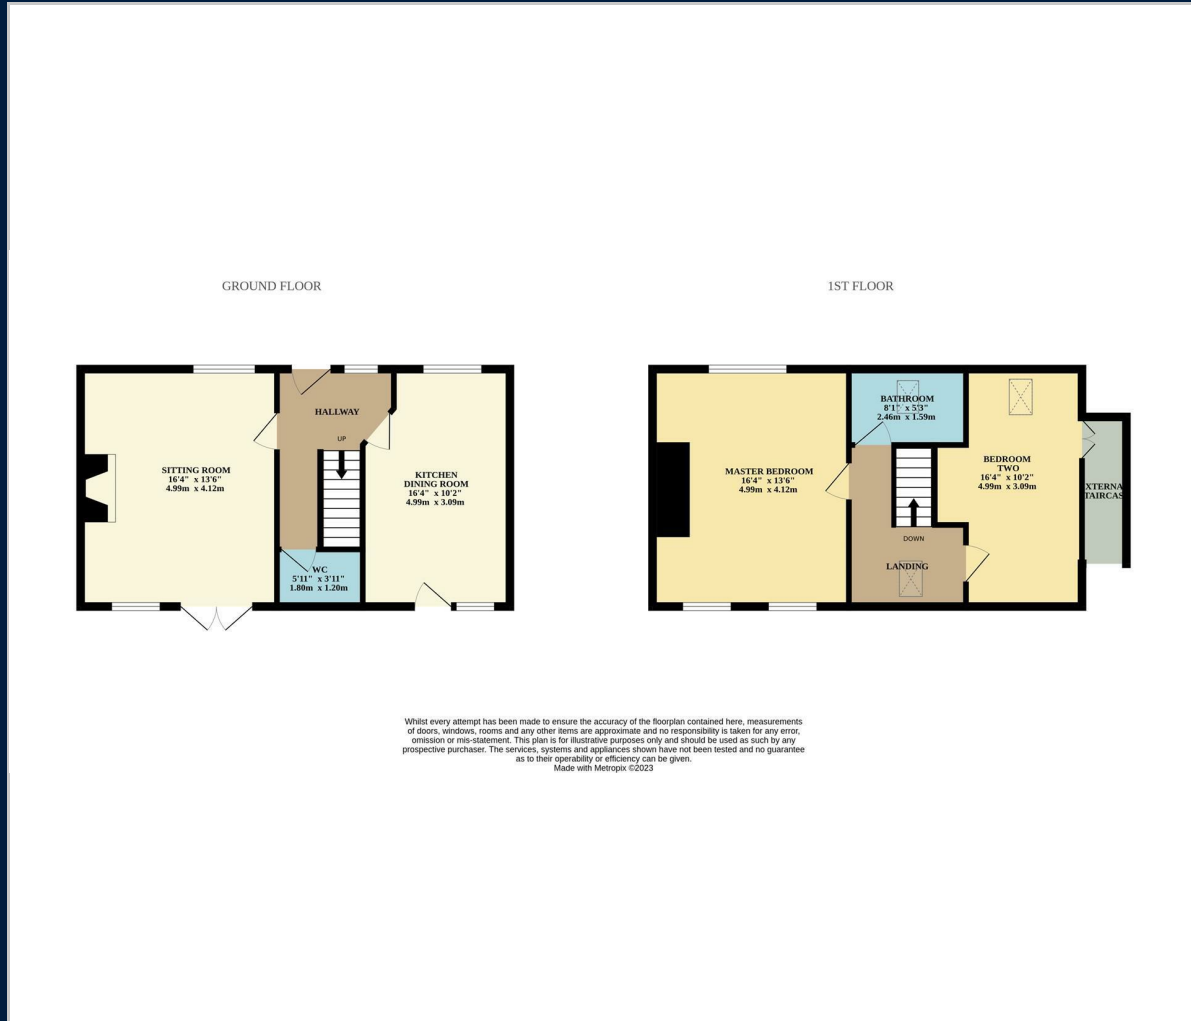 GROUND FLOOR
1ST FLOOR
HALLWAY
UP
SITTING ROOM
16'4" x 13'6"
4.99m x 4.12m
KITCHEN
DINING ROOM
16'4" x 10'2"
4.99m x 3.09m
WC
5'11" x 3'11"
1.80m x 1.20m
BATHROOM
8'1" x 5'3"
2.46m x 1.59m
MASTER BEDROOM
16'4" x 13'6"
4.99m x 4.12m
BEDROOM
TWO
16'4" x 10'2"
4.99m x 3.09m
XTERNA
TAIRCAS
DOWN
LANDING
Whilst every attempt has been made to ensure the accuracy of the floorplan contained here, measurements
of doors, windows, rooms and any other items are approximate and no responsibility is taken for any error,
omission or mis-statement. This plan is for illustrative purposes only and should be used as such by any
prospective purchaser. The services, systems and appliances shown have not been tested and no guarantee
as to their operability or efficiency can be given.
Made with Metropix ©2023